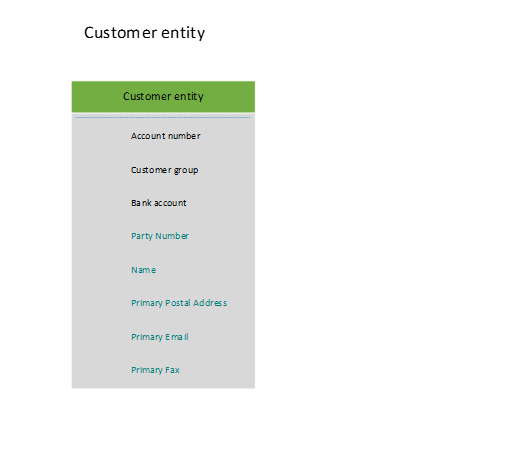 Customer entity
Customer entity
Account number
Customer group
Bank account
Party Number
Name
Primary Postal Address
Primary Email
Primary Fax